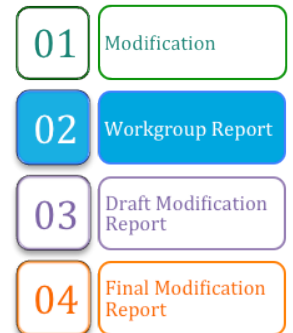 01 Modification
02 Workgroup Report
03 Draft Modification
Report
04 Final Modification
Report